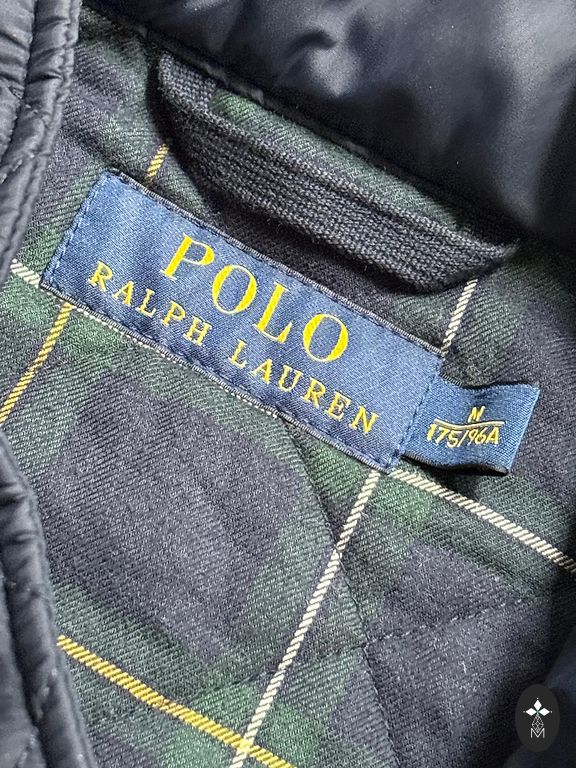 POLO
RALPH LAUREN
M
175/96A